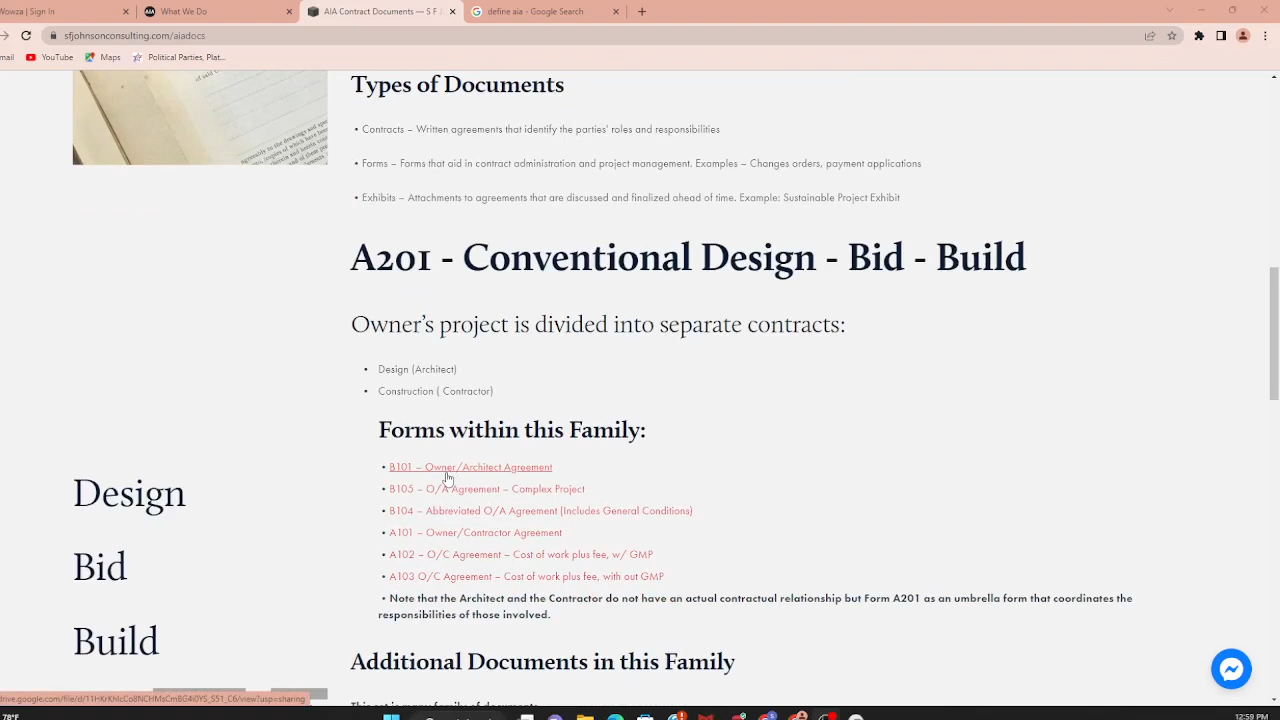 Wowza | Sign In
What We Do
AIA Contract Documents — S F
define aia - Google Search
sfjohnsonconsulting.com/aiadocs
mail
YouTube
Maps
Political Parties, Plat...
Types of Documents
• Contracts – Written agreements that identify the parties' roles and responsibilities
• Forms – Forms that aid in contract administration and project management. Examples – Changes orders, payment applications
• Exhibits – Attachments to agreements that are discussed and finalized ahead of time. Example: Sustainable Project Exhibit
A201 - Conventional Design - Bid - Build
Owner's project is divided into separate contracts:
• Design (Architect)
• Construction ( Contractor)
Forms within this Family:
• B101 – Owner/Architect Agreement
• B105 – O/A Agreement – Complex Project
• B104 – Abbreviated O/A Agreement (Includes General Conditions)
• A101 – Owner/Contractor Agreement
• A102 – O/C Agreement – Cost of work plus fee, w/ GMP
• A103 O/C Agreement – Cost of work plus fee, with out GMP
• Note that the Architect and the Contractor do not have an actual contractual relationship but Form A201 as an umbrella form that coordinates the
responsibilities of those involved.
Design
Bid
Build
Additional Documents in this Family
78°F
12:59 PM